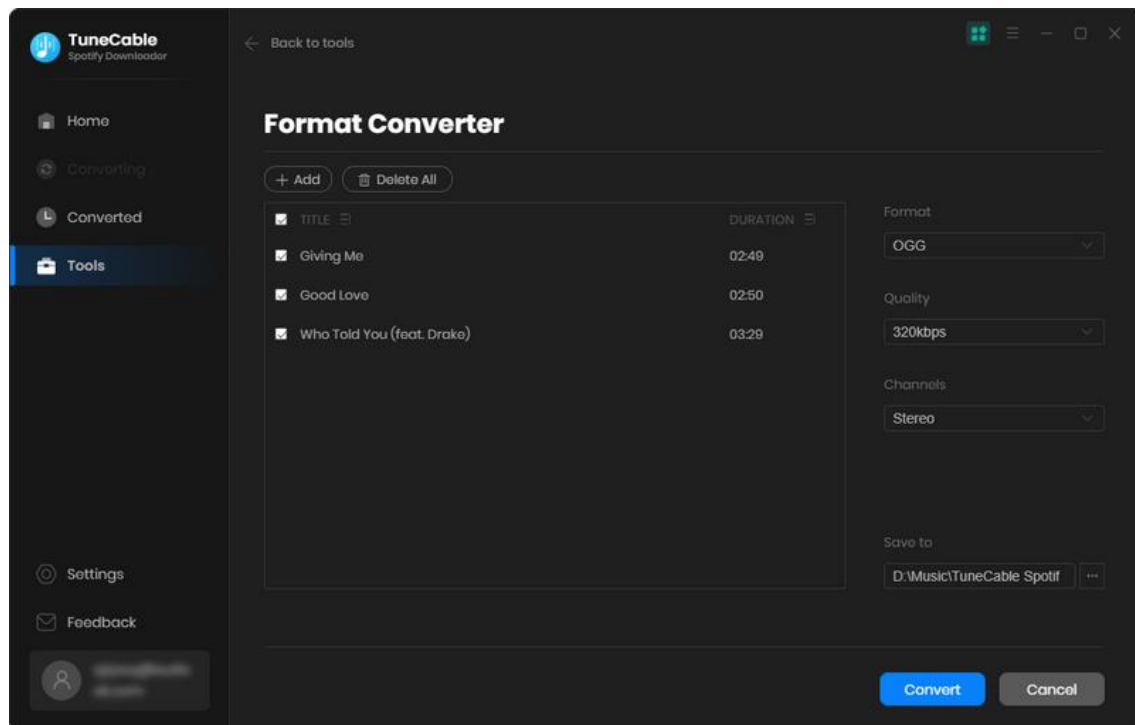 TuneCable
Spotify Downloader
Back to tools
Home
Converting
Converted
Tools
Settings
Feedback
Format Converter
+ Add
Delete All
TITLE
DURATION
Giving Me
02:49
Good Love
02:50
Who Told You (feat. Drake)
03:29
Format
OGG
Quality
320kbps
Channels
Stereo
Save to
D:\Music\TuneCable Spotif
...
Convert
Cancel